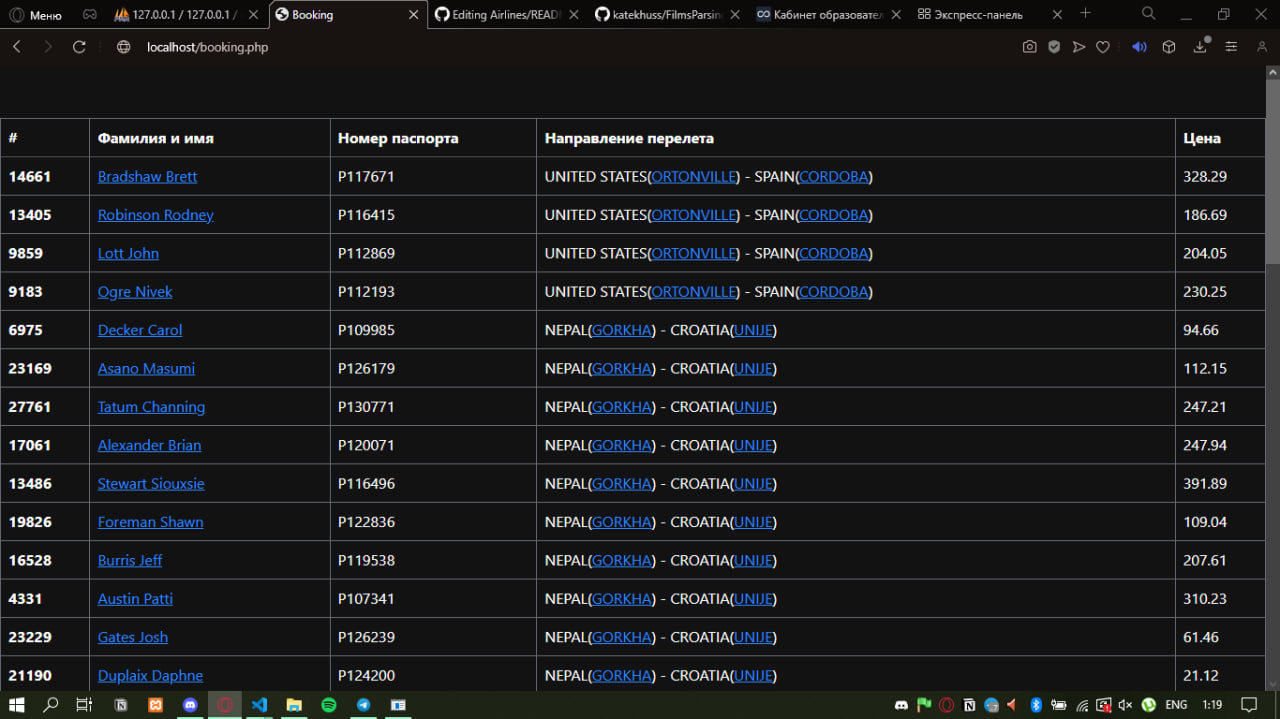 Меню
127.0.0.1 / 127.0.0.1 /
Booking
Editing Airlines/READ
katekhuss/FilmsParsin
Кабинет образовател
Экспресс-панель
localhost/booking.php
# Фамилия и имя Номер паспорта Направление перелета Цена
14661 Bradshaw Brett P117671 UNITED STATES(ORTONVILLE) - SPAIN(CORDOBA) 328.29
13405 Robinson Rodney P116415 UNITED STATES(ORTONVILLE) - SPAIN(CORDOBA) 186.69
9859 Lott John P112869 UNITED STATES(ORTONVILLE) - SPAIN(CORDOBA) 204.05
9183 Ogre Nivek P112193 UNITED STATES(ORTONVILLE) - SPAIN(CORDOBA) 230.25
6975 Decker Carol P109985 NEPAL(GORKHA) - CROATIA(UNIJE) 94.66
23169 Asano Masumi P126179 NEPAL(GORKHA) - CROATIA(UNIJE) 112.15
27761 Tatum Channing P130771 NEPAL(GORKHA) - CROATIA(UNIJE) 247.21
17061 Alexander Brian P120071 NEPAL(GORKHA) - CROATIA(UNIJE) 247.94
13486 Stewart Siouxsie P116496 NEPAL(GORKHA) - CROATIA(UNIJE) 391.89
19826 Foreman Shawn P122836 NEPAL(GORKHA) - CROATIA(UNIJE) 109.04
16528 Burris Jeff P119538 NEPAL(GORKHA) - CROATIA(UNIJE) 207.61
4331 Austin Patti P107341 NEPAL(GORKHA) - CROATIA(UNIJE) 310.23
23229 Gates Josh P126239 NEPAL(GORKHA) - CROATIA(UNIJE) 61.46
21190 Duplaix Daphne P124200 NEPAL(GORKHA) - CROATIA(UNIJE) 21.12
ENG 1:19